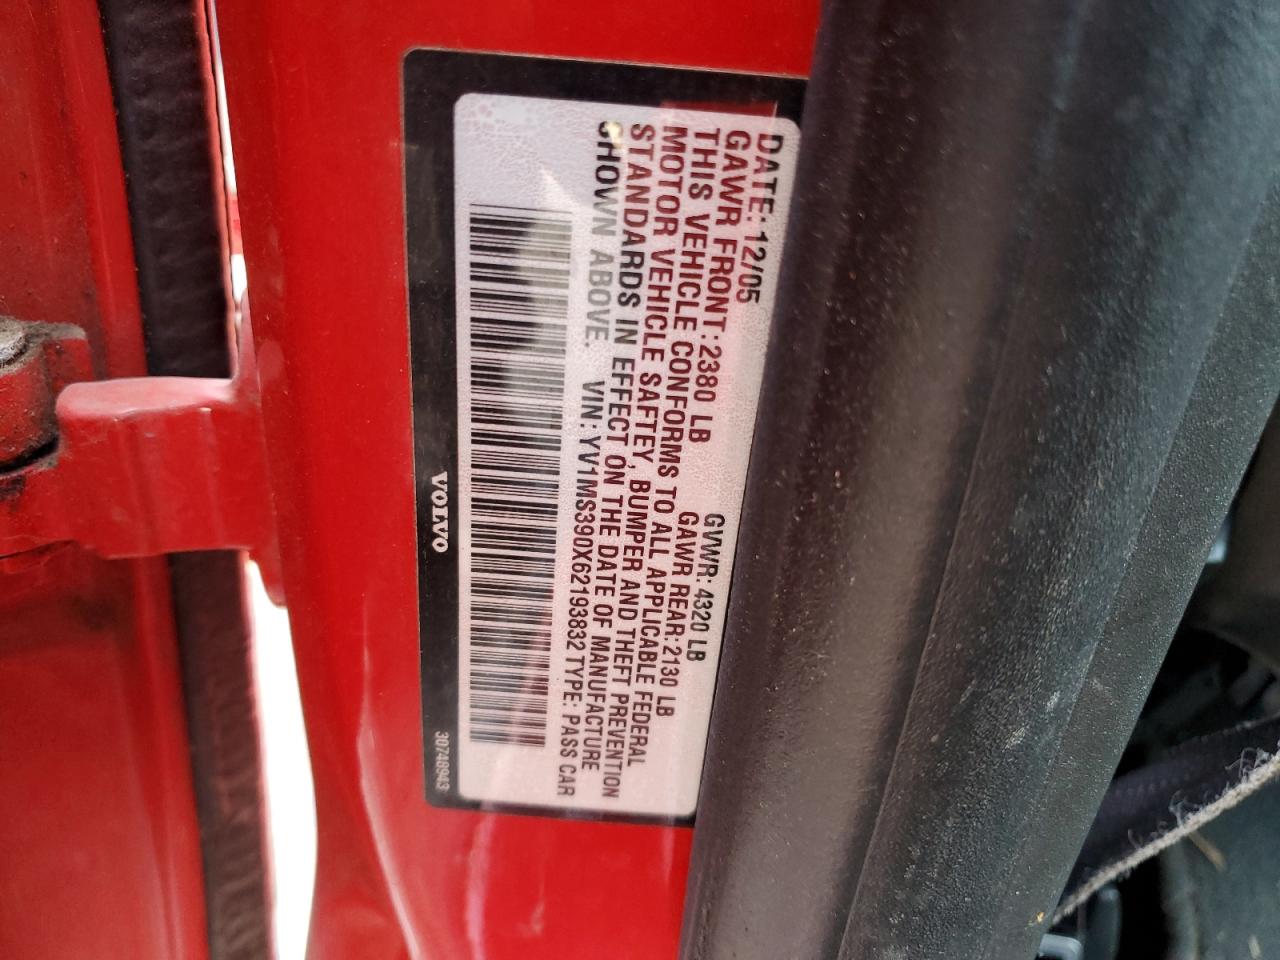 DATE: 12/05 GVWR: 4320 LB
GAWR FRONT: 2380 LB GAWR REAR: 2130 LB
THIS VEHICLE CONFORMS TO ALL APPLICABLE FEDERAL
MOTOR VEHICLE SAFTEY, BUMPER AND THEFT PREVENTION
STANDARDS IN EFFECT ON THE DATE OF MANUFACTURE
SHOWN ABOVE. VIN: YV1MS390X62193832 TYPE: PASS CAR
VOLVO
30748943